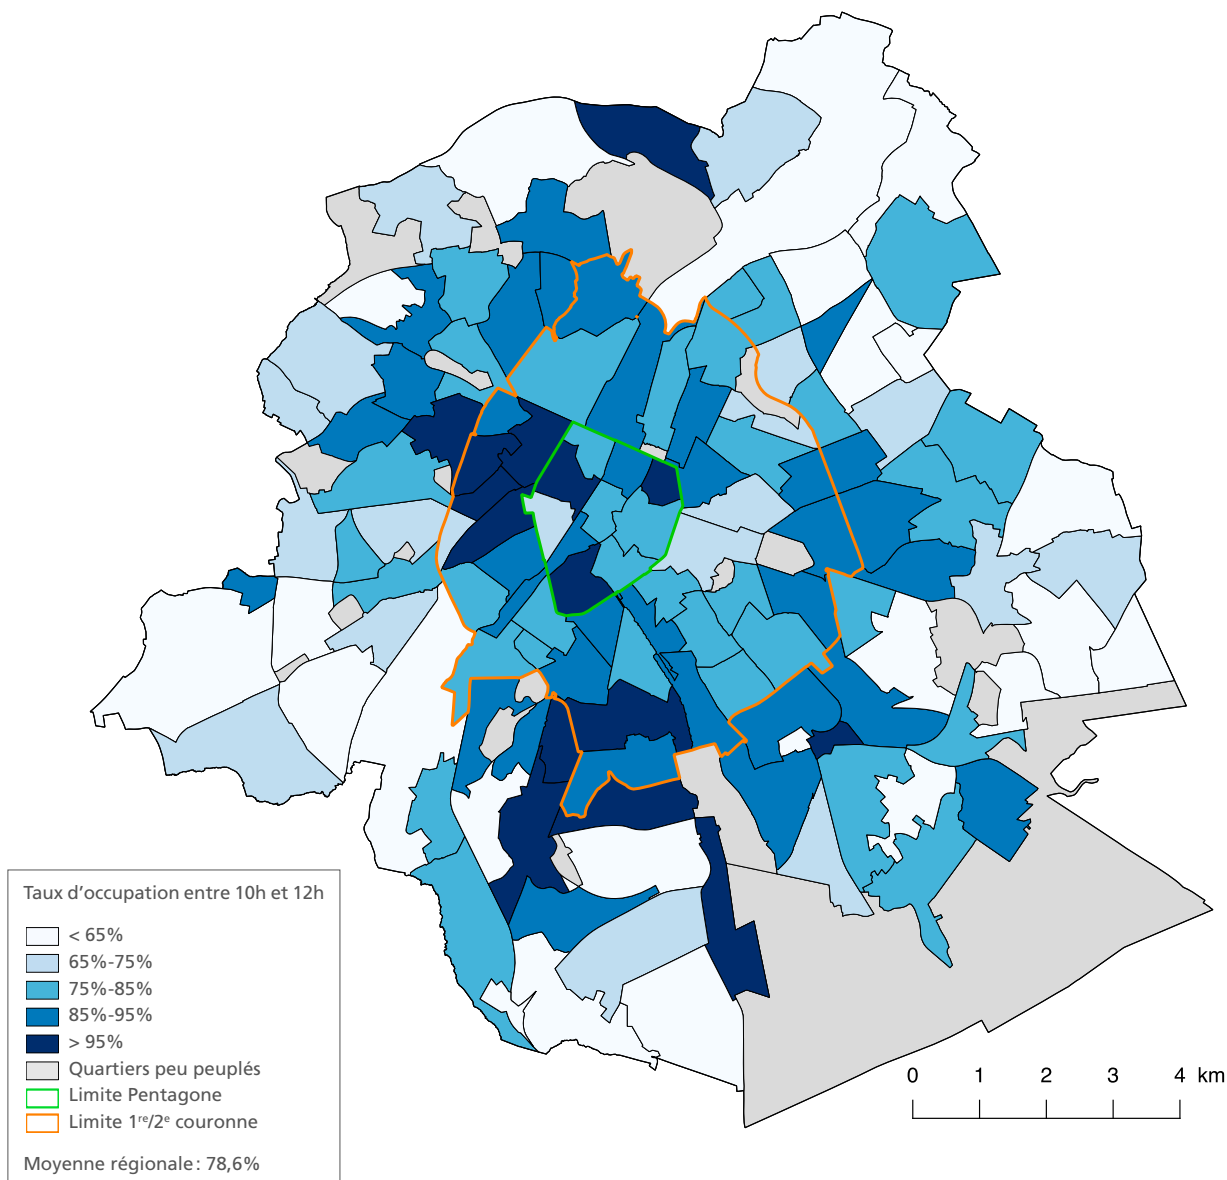 Taux d'occupation entre 10h et 12h
< 65%
65%-75%
75%-85%
85%-95%
> 95%
Quartiers peu peuplés
Limite Pentagone
Limite 1re/2e couronne
Moyenne régionale : 78,6%
0 1 2 3 4 km